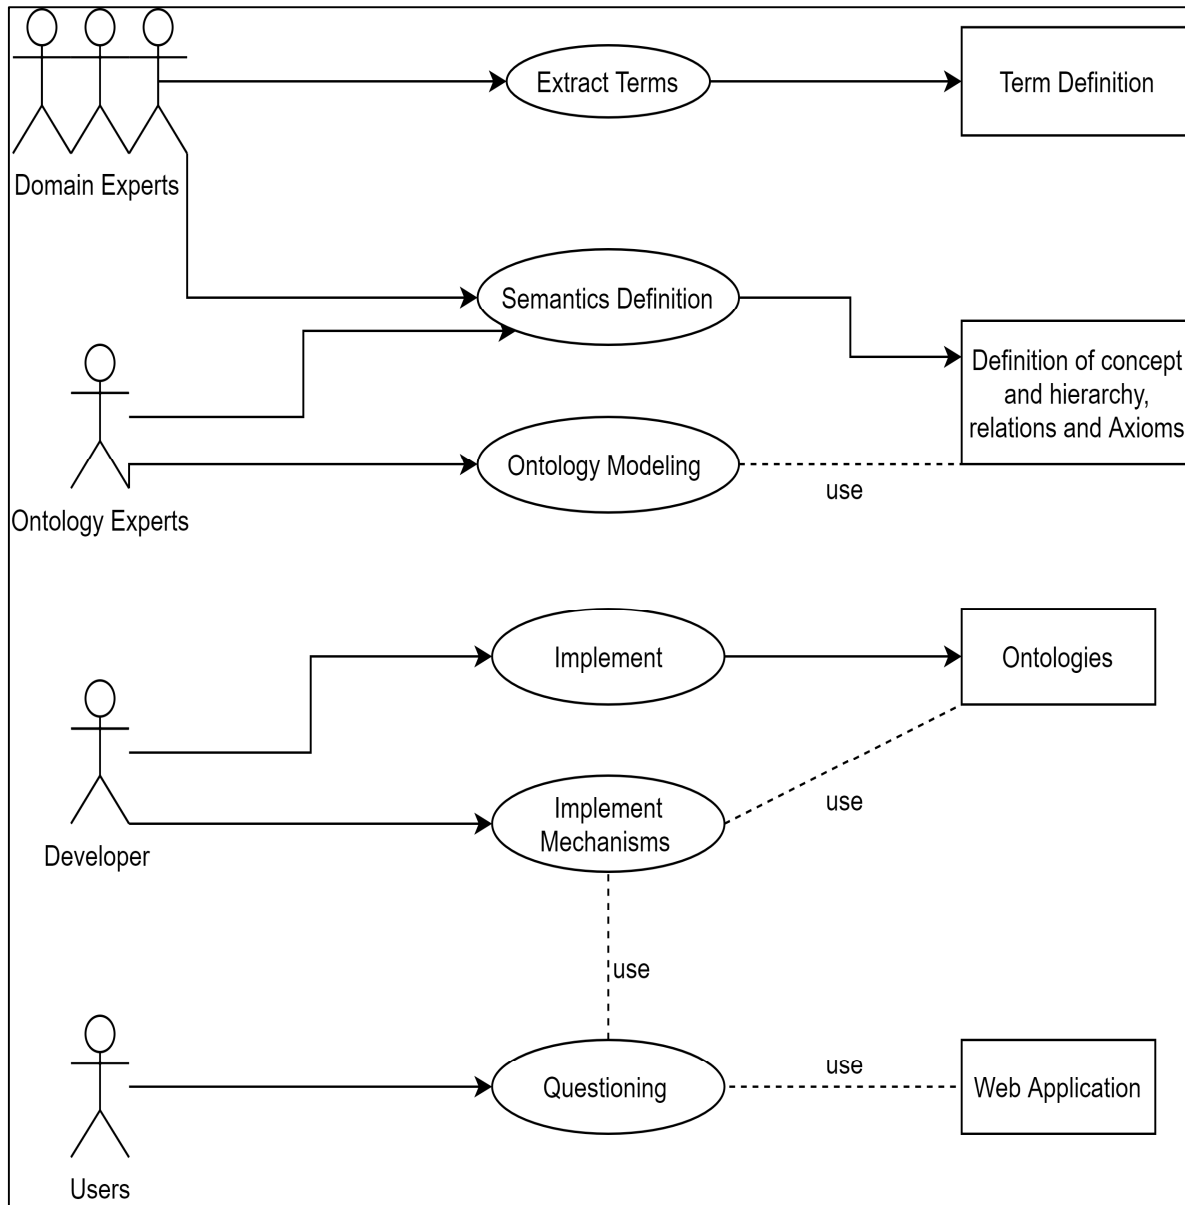 Extract Terms
Term Definition
Domain Experts
Semantics Definition
Definition of concept
and hierarchy,
relations and Axioms
Ontology Modeling
use
Ontology Experts
Implement
Ontologies
use
Implement
Mechanisms
Developer
use
use
Questioning
Web Application
Users